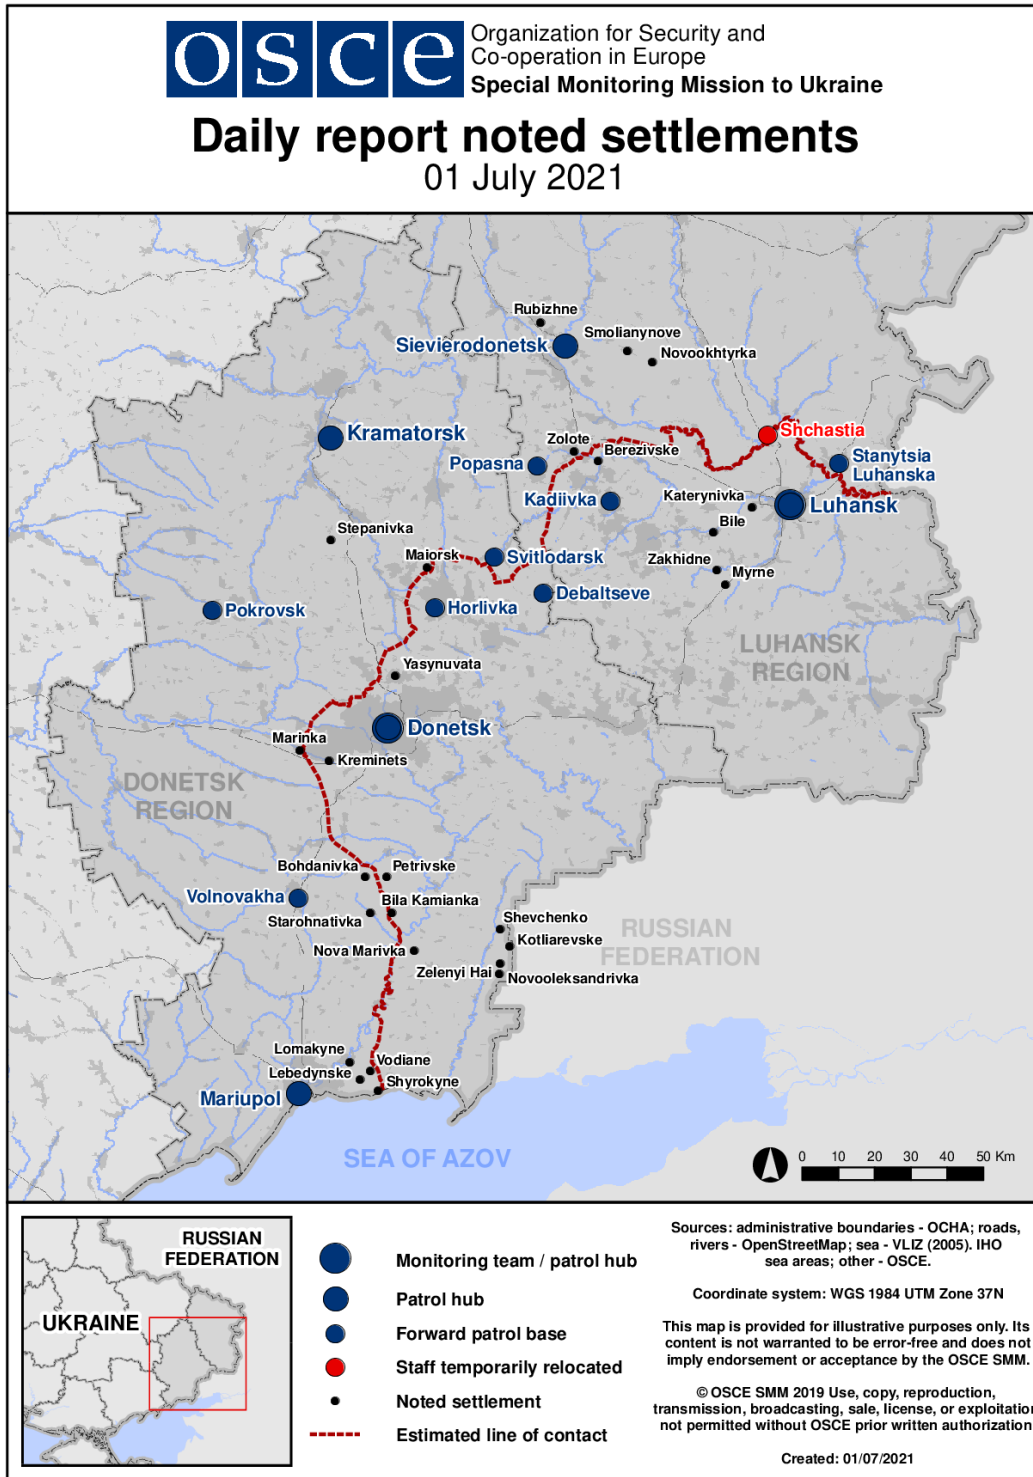 osce
Organization for Security and
Co-operation in Europe
Special Monitoring Mission to Ukraine
Daily report noted settlements
01 July 2021
Rubizhne
Smolianynove
Sievierodonetsk
Novookhtyrka
Kramatorsk
Shchastia
Zolote
Berezivske
Popasna
Stanytsia
Luhanska
Kadiivka
Katerynivka
Luhansk
Bile
Stepanivka
Maiorsk
Svitlodarsk
Zakhidne
Myrne
Debaltseve
Pokrovsk
Horlivka
LUHANSK
REGION
Yasynuvata
Donetsk
Marinka
Kreminets
DONETSK
REGION
Bohdanivka
Petrivske
Volnovakha
Bila Kamianka
Starohnativka
Shevchenko
RUSSIAN
FEDERATION
Kotliarevske
Nova Marivka
Zelenyi Hai
Novooleksandrivka
Lomakyne
Vodiane
Lebedynske
Shyrokyne
Mariupol
SEA OF AZOV
0 10 20 30 40 50 Km
RUSSIAN
FEDERATION
UKRAINE
Monitoring team / patrol hub
Patrol hub
Forward patrol base
Staff temporarily relocated
Noted settlement
Estimated line of contact
Sources: administrative boundaries - OCHA; roads,
rivers - OpenStreetMap; sea - VLIZ (2005). IHO
sea areas; other - OSCE.
Coordinate system: WGS 1984 UTM Zone 37N
This map is provided for illustrative purposes only. Its
content is not warranted to be error-free and does not
imply endorsement or acceptance by the OSCE SMM.
© OSCE SMM 2019 Use, copy, reproduction,
transmission, broadcasting, sale, license, or exploitation
not permitted without OSCE prior written authorization
Created: 01/07/2021